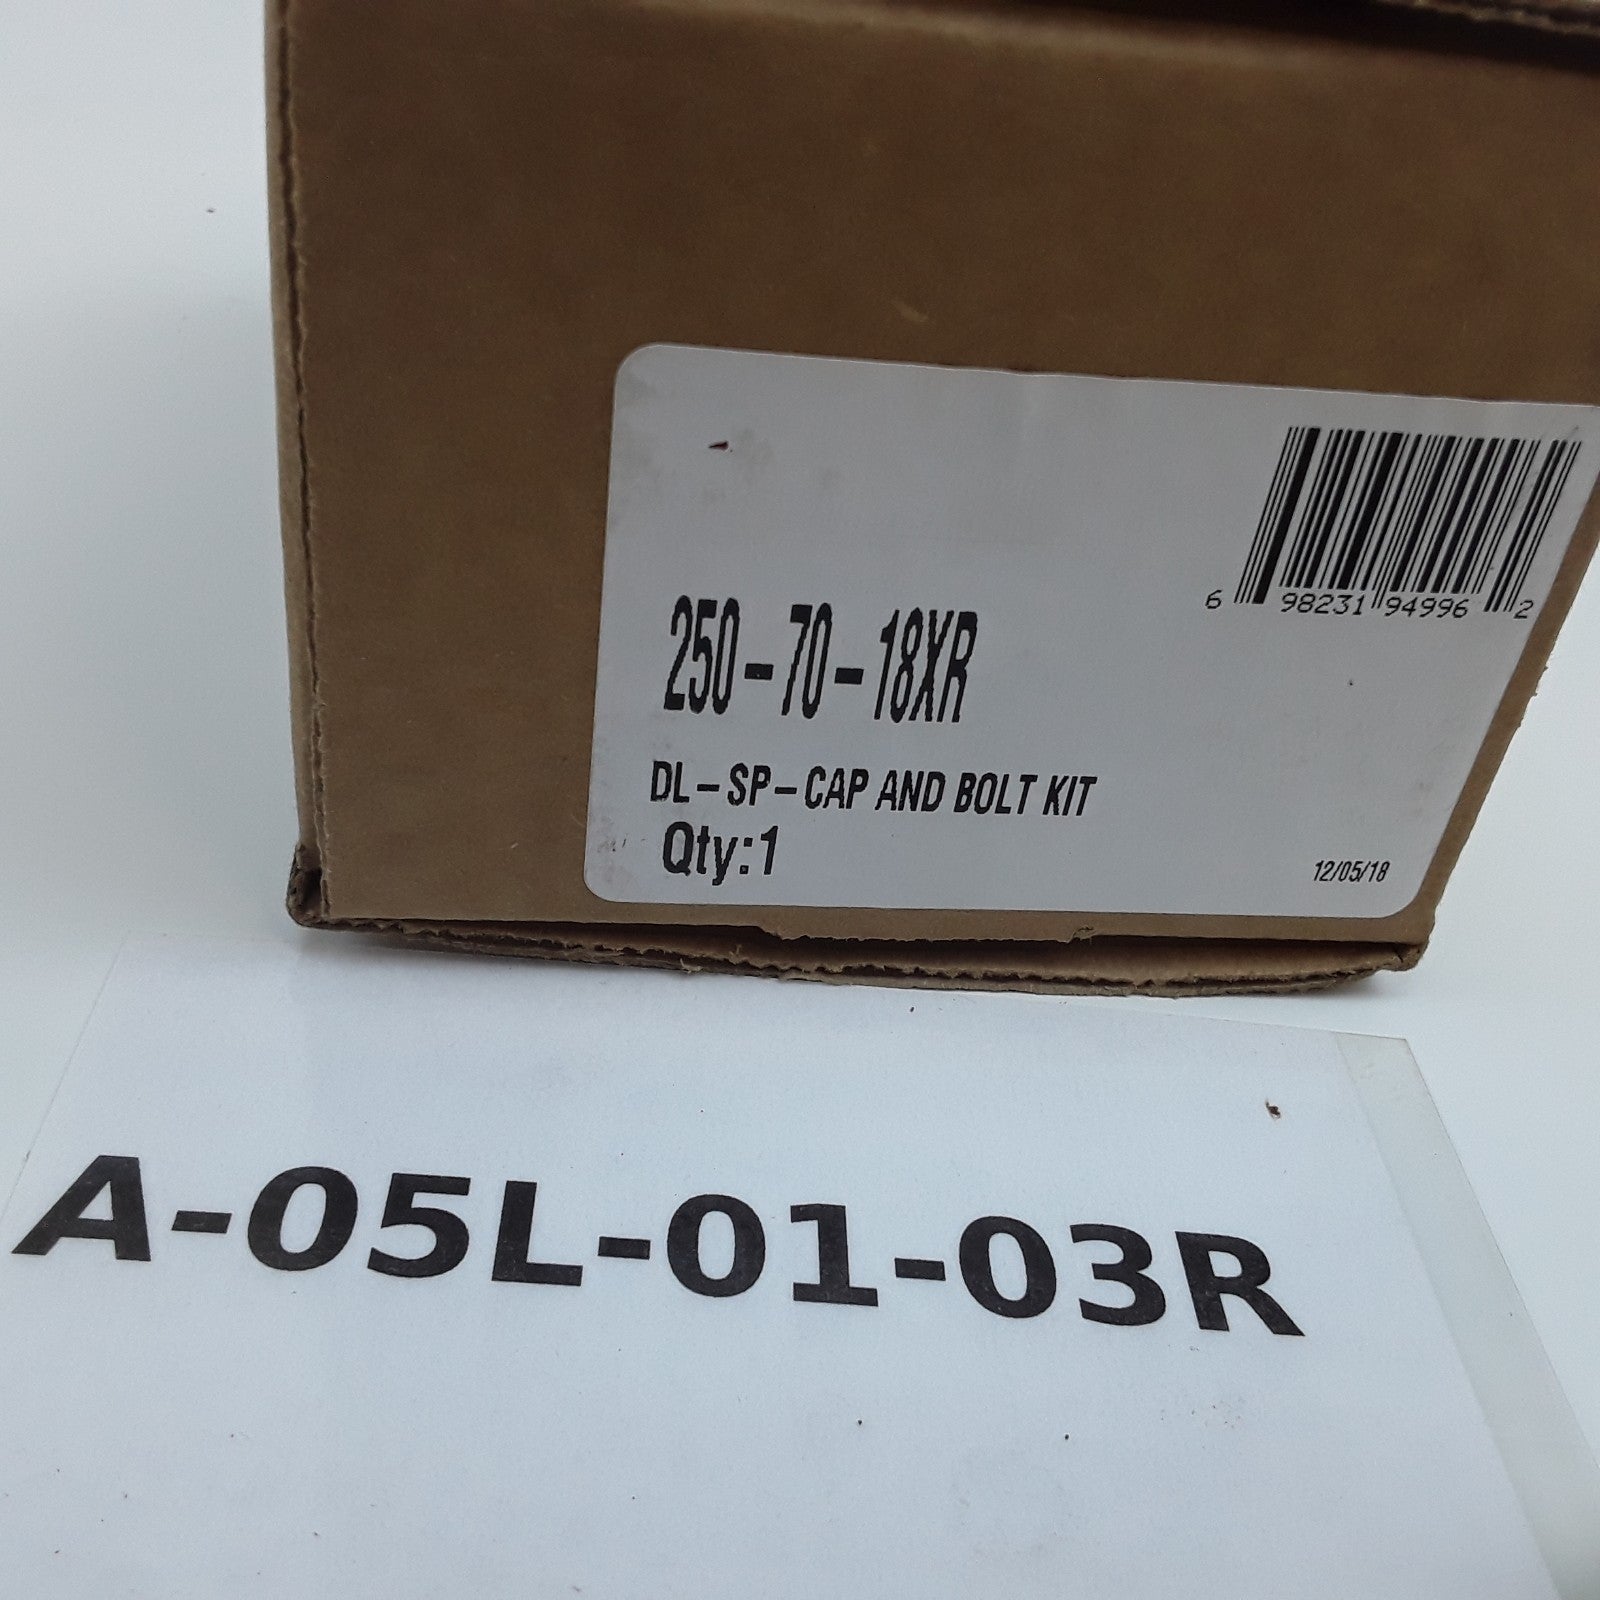 6 98231 94996 2
250-70-18XR
DL-SP-CAP AND BOLT KIT
Qty:1
12/05/18
A-05L-01-03R